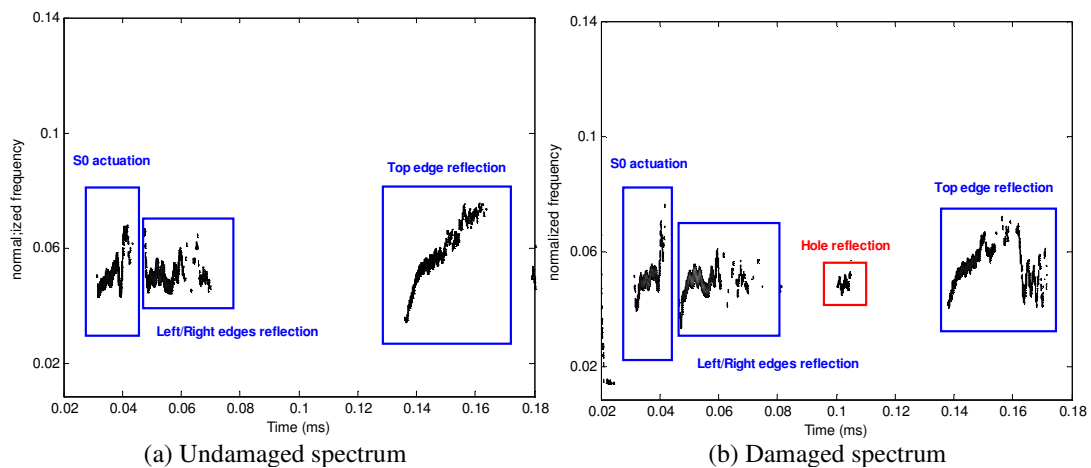 0.14
0.1
0.06
0.02
normali;ized frequency
S0 actuation
Left/Right edges reflection
Top edge reflection
0.02 0.04 0.06 0.08 0.1 0.12 0.14 0.16 0.18
Time (ms)
(a) Undamaged spectrum
0.14
0.1
0.06
0.02
normalized frequency
S0 actuation
Left/Right edges reflection
Hole reflection
Top edge reflection
0.02 0.04 0.06 0.08 0.1 0.12 0.14 0.16 0.18
Time (ms)
(b) Damaged spectrum